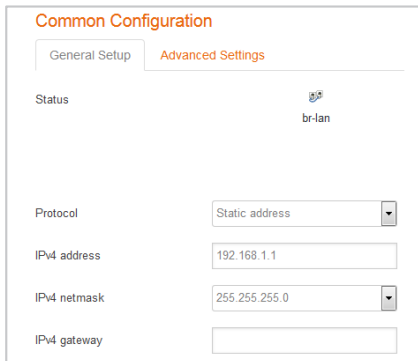 Common Configuration
General Setup Advanced Settings
Status
br-lan
Protocol Static address
IPv4 address 192.168.1.1
IPv4 netmask 255.255.255.0
IPv4 gateway